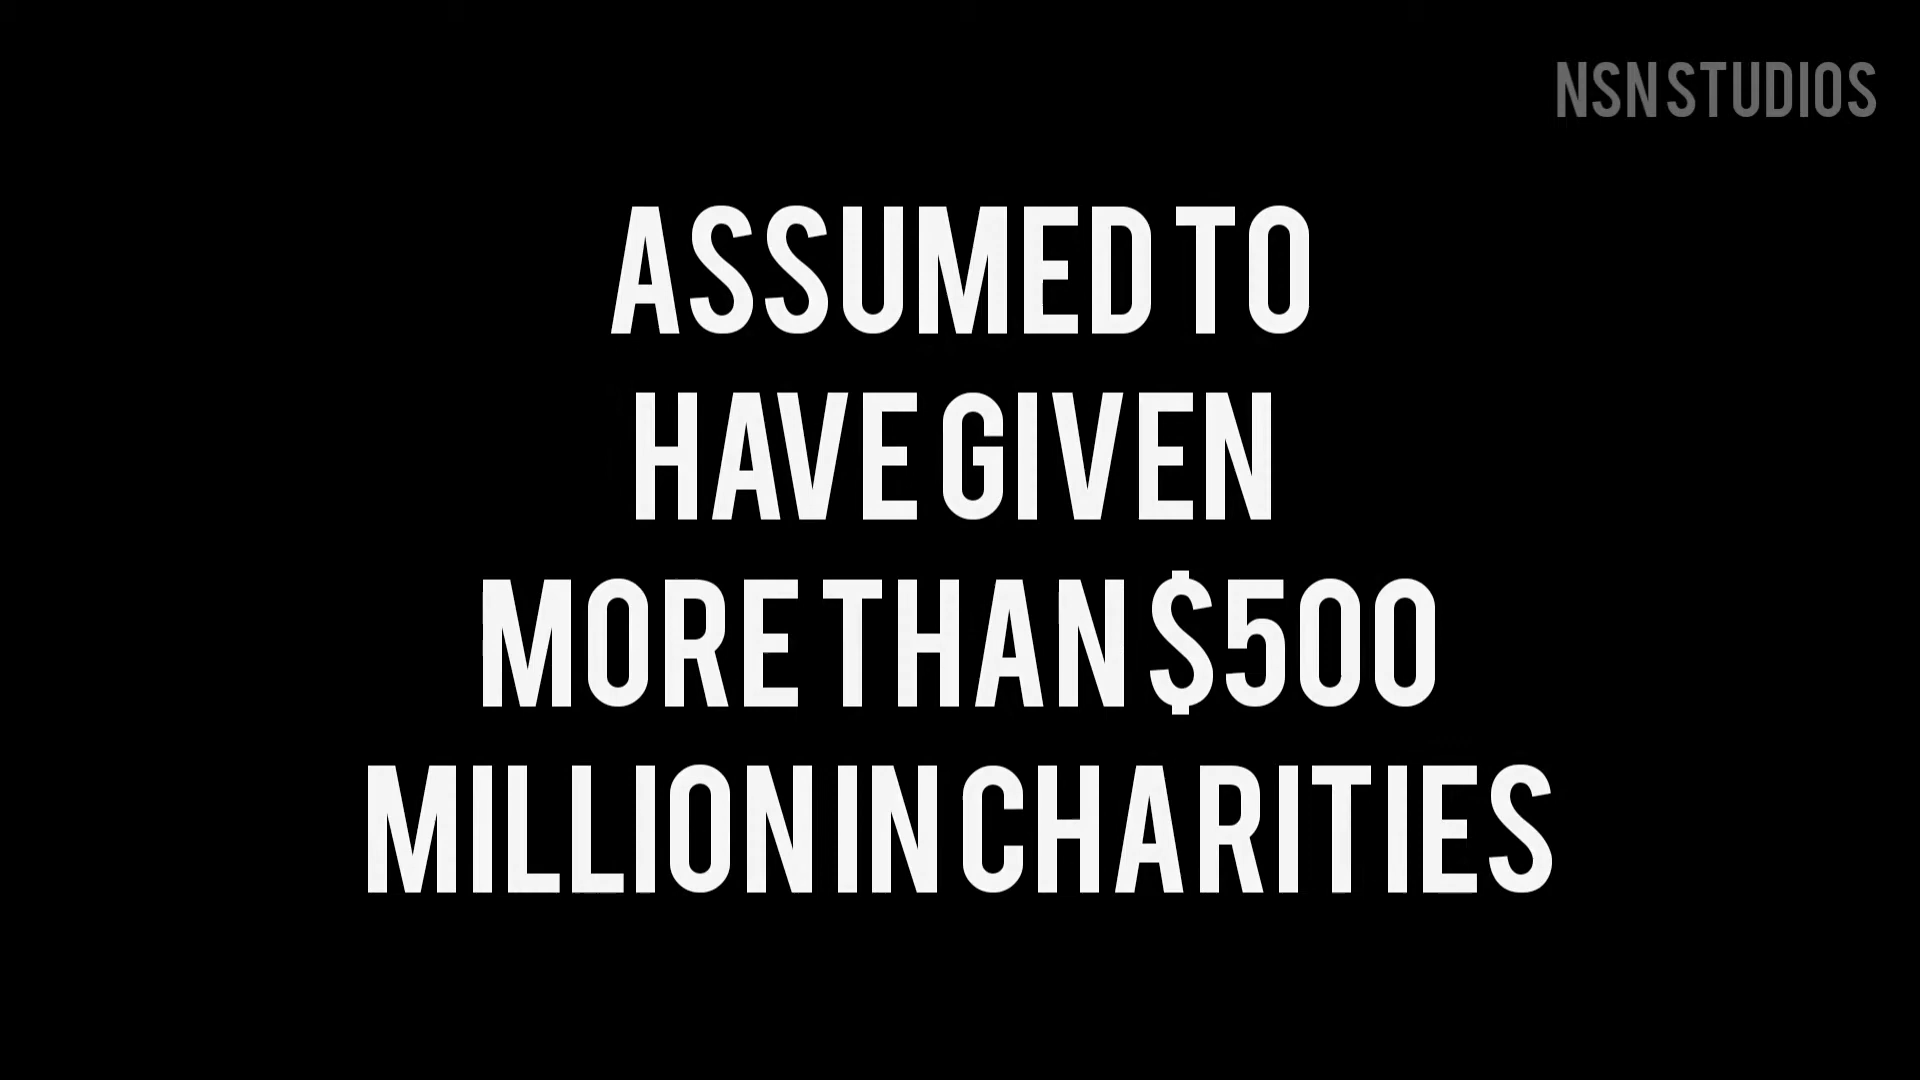 NSN STUDIOS
ASSUMED TO
HAVE GIVEN
MORE THAN $500
MILLION IN CHARITIES